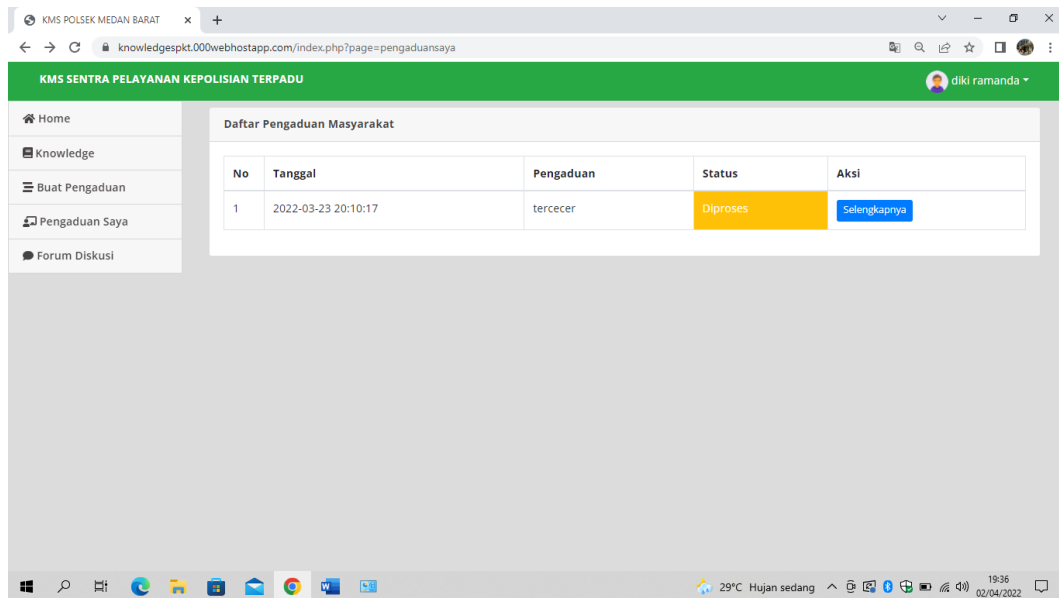 KMS POLSEK MEDAN BARAT
knowledgespkt.000webhostapp.com/index.php?page=pengaduansaya
KMS SENTRA PELAYANAN KEPOLISIAN TERPADU
diki ramanda
Home
Knowledge
Buat Pengaduan
Pengaduan Saya
Forum Diskusi
Daftar Pengaduan Masyarakat
No Tanggal Pengaduan Status Aksi
1 2022-03-23 20:10:17 tercecer Diproses Selengkapnya
29°C Hujan sedang
19:36
02/04/2022